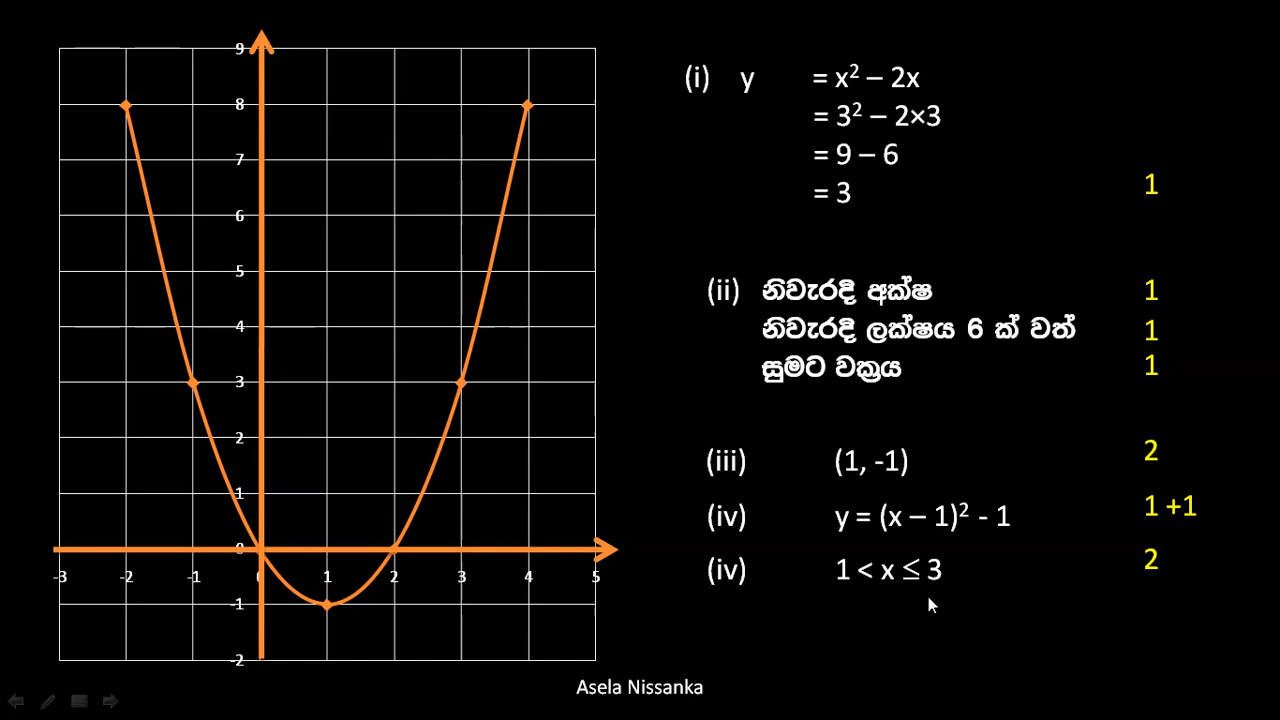 9
8
7
6
5
4
3
2
1
0
-3 -2 -1 0 1 2 3 4 5
-1
-2
(i) y = x² – 2x
= 3² – 2×3
= 9 – 6
= 3 1
(ii) නිවැරදි අක්ෂ 1
නිවැරදි ලක්ෂය 6 ක් වත් 1
සුමට වක්‍රය 1
(iii) (1, -1) 2
(iv) y = (x – 1)² - 1 1 +1
(iv) 1 < x ≤ 3 2
Asela Nissanka